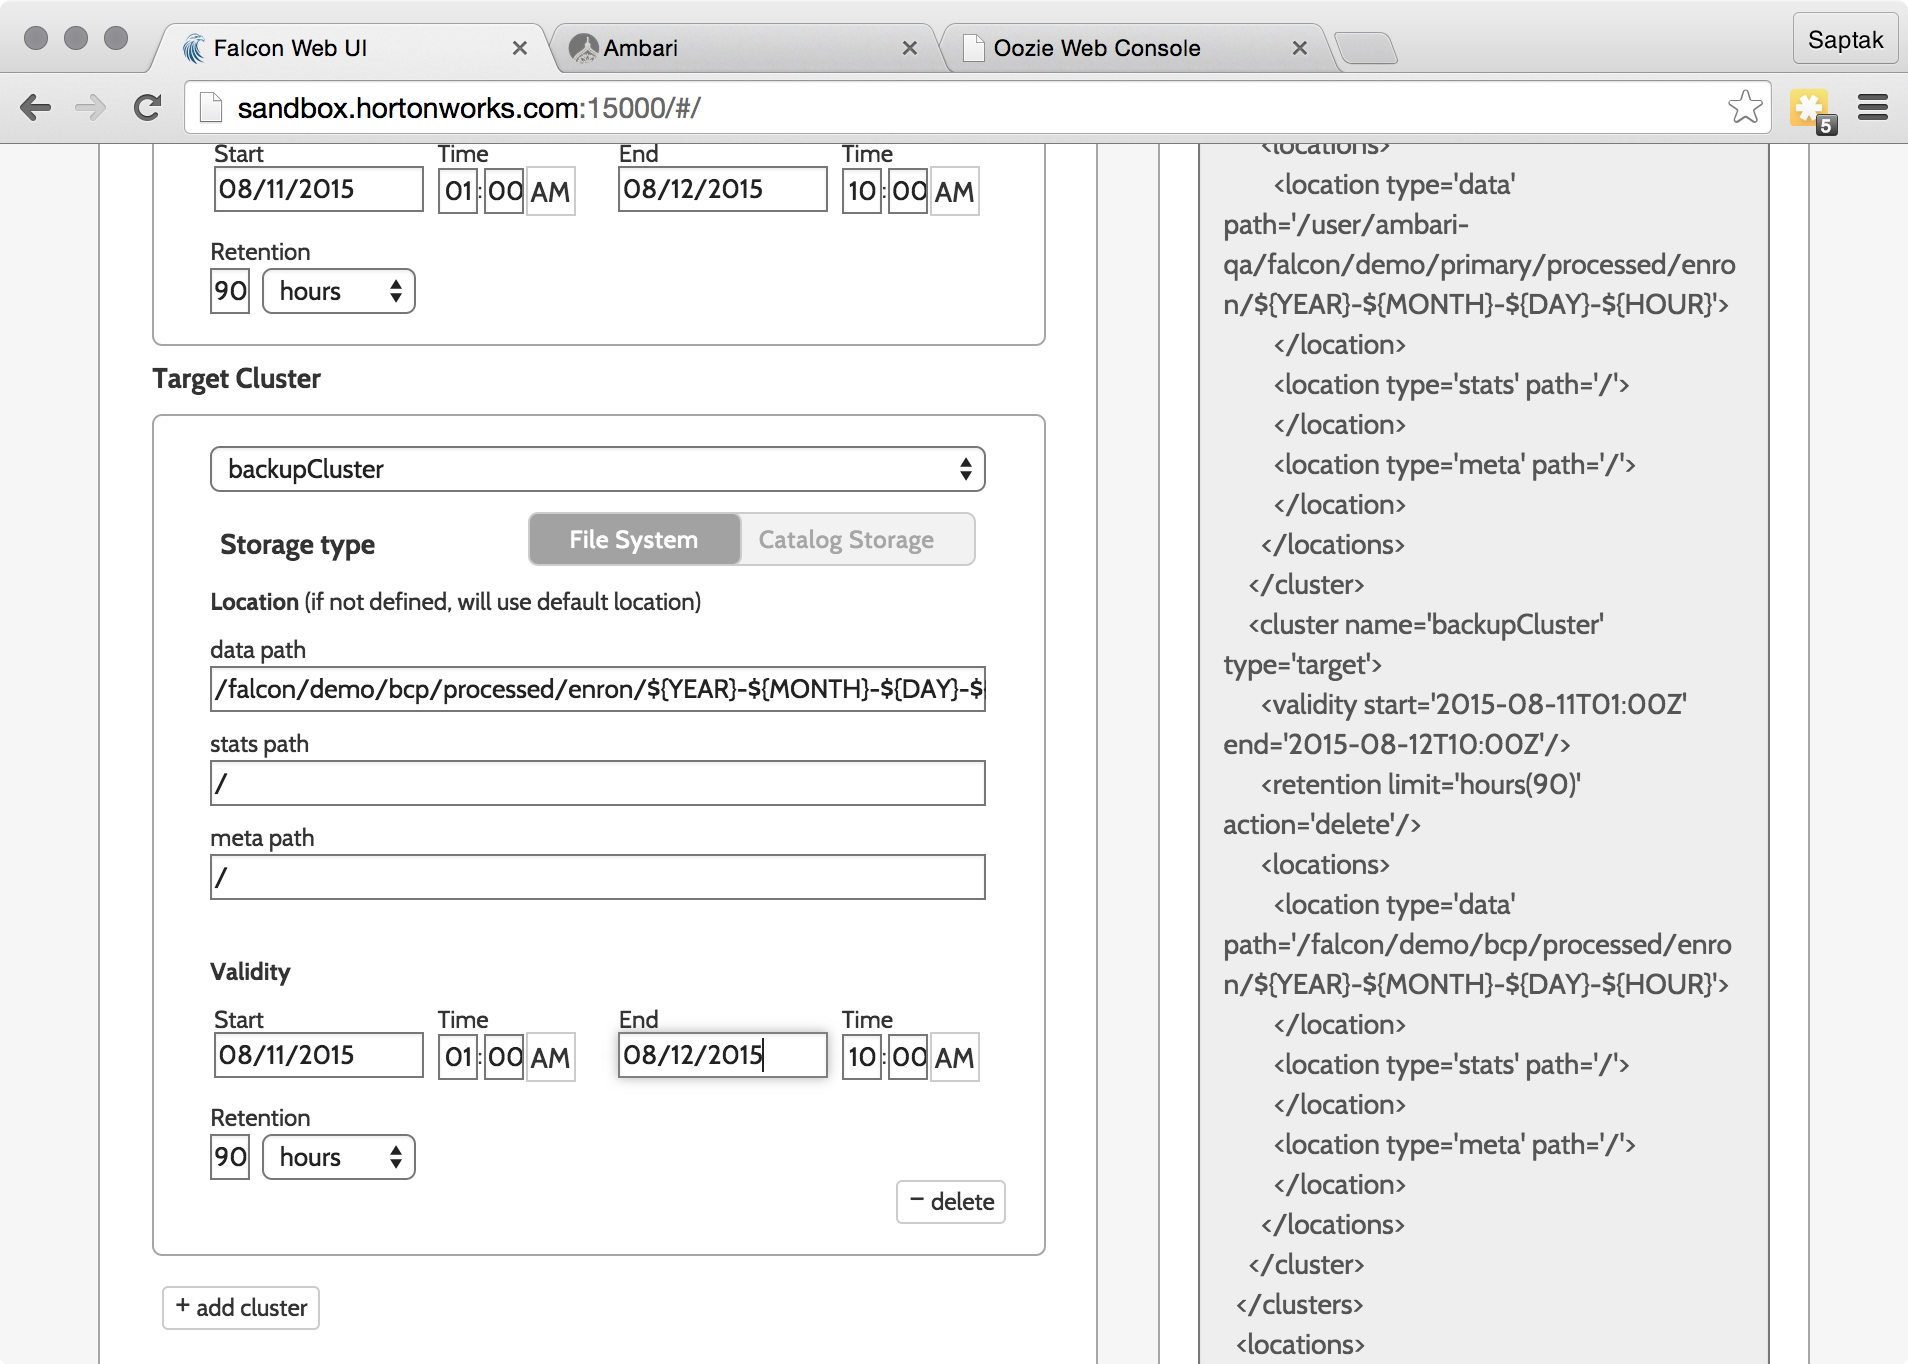 Falcon Web UI
Ambari
Oozie Web Console
Saptak
sandbox.hortonworks.com:15000/#/
5
Start Time End Time
08/11/2015 01:00 AM 08/12/2015 10:00 AM
Retention
90 hours
Target Cluster
backupCluster
Storage type File System Catalog Storage
Location (if not defined, will use default location)
data path
/falcon/demo/bcp/processed/enron/${YEAR}-${MONTH}-${DAY}-$
stats path
/
meta path
/
Validity
Start Time End Time
08/11/2015 01:00 AM 08/12/2015 10:00 AM
Retention
90 hours
- delete
+ add cluster
<locations>
<location type='data'
path='/user/ambari-
qa/falcon/demo/primary/processed/enro
n/${YEAR}-${MONTH}-${DAY}-${HOUR}'>
</location>
<location type='stats' path='/'>
</location>
<location type='meta' path='/'>
</location>
</locations>
</cluster>
<cluster name='backupCluster'
type='target'>
<validity start='2015-08-11T01:00Z'
end='2015-08-12T10:00Z'/>
<retention limit='hours(90)'
action='delete'/>
<locations>
<location type='data'
path='/falcon/demo/bcp/processed/enro
n/${YEAR}-${MONTH}-${DAY}-${HOUR}'>
</location>
<location type='stats' path='/'>
</location>
<location type='meta' path='/'>
</location>
</locations>
</cluster>
</clusters>
<locations>